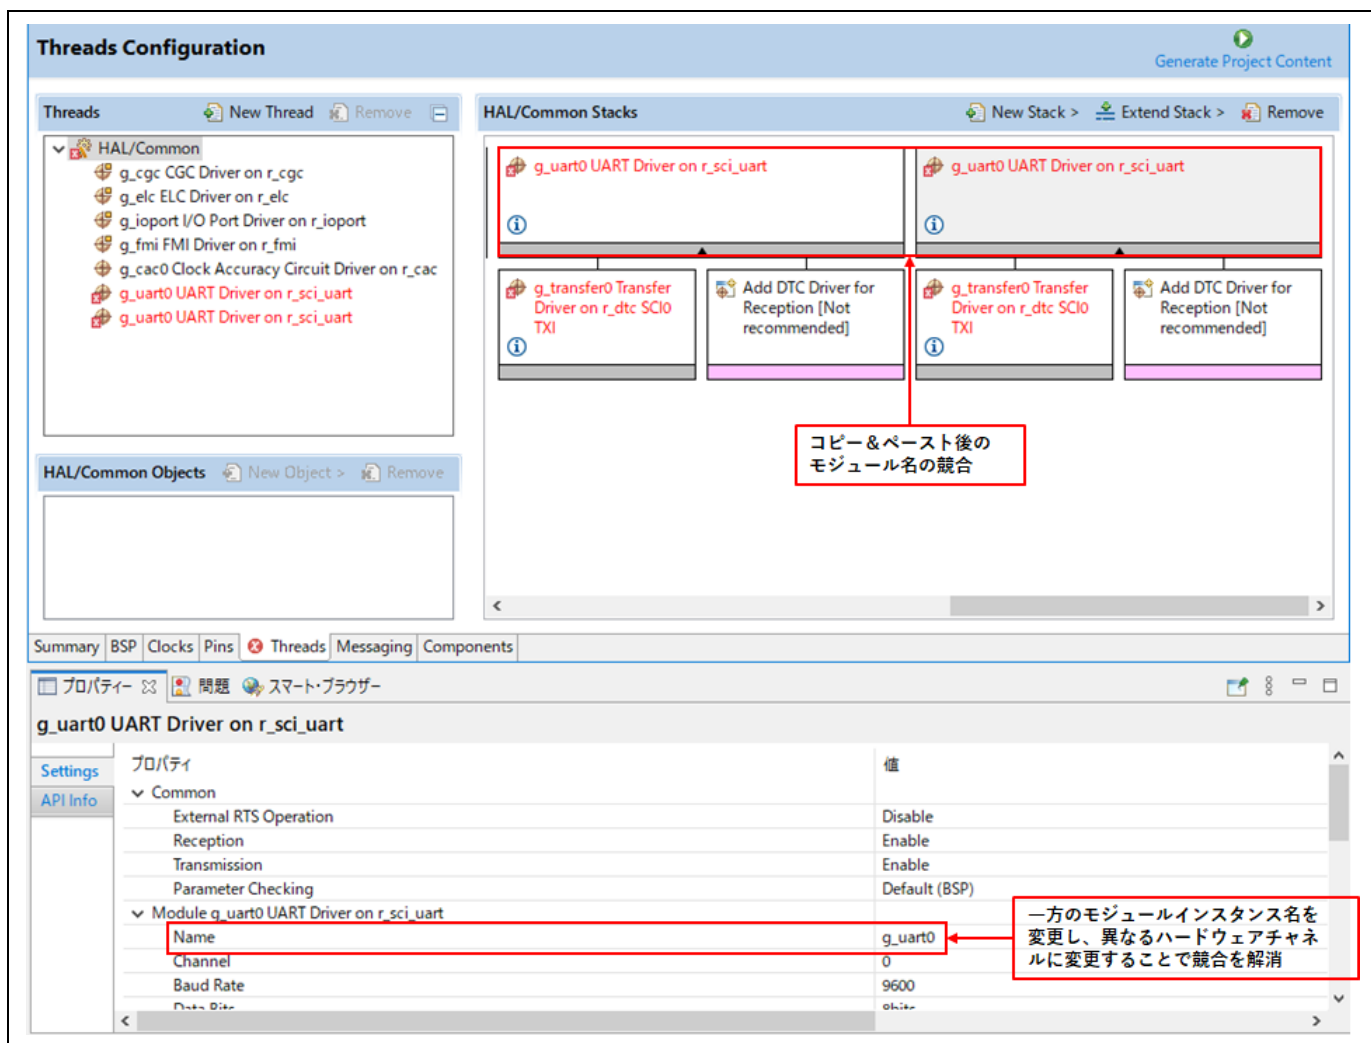 Threads Configuration
Generate Project Content
Threads
New Thread
Remove
HAL/Common
g_cgc CGC Driver on r_cgc
g_elc ELC Driver on r_elc
g_ioport I/O Port Driver on r_ioport
g_fmi FMI Driver on r_fmi
g_cac0 Clock Accuracy Circuit Driver on r_cac
g_uart0 UART Driver on r_sci_uart
g_uart0 UART Driver on r_sci_uart
HAL/Common Objects
New Object >
Remove
HAL/Common Stacks
New Stack >
Extend Stack >
Remove
g_uart0 UART Driver on r_sci_uart
g_uart0 UART Driver on r_sci_uart
g_transfer0 Transfer
Driver on r_dtc SCI0
TXI
Add DTC Driver for
Reception [Not
recommended]
g_transfer0 Transfer
Driver on r_dtc SCI0
TXI
Add DTC Driver for
Reception [Not
recommended]
コピー＆ペースト後の
モジュール名の競合
Summary
BSP
Clocks
Pins
Threads
Messaging
Components
プロパティー
問題
スマート・ブラウザー
g_uart0 UART Driver on r_sci_uart
Settings
API Info
プロパティ 値
Common
External RTS Operation Disable
Reception Enable
Transmission Enable
Parameter Checking Default (BSP)
Module g_uart0 UART Driver on r_sci_uart
Name g_uart0
Channel 0
Baud Rate 9600
Data Bits 8bits
一方のモジュールインスタンス名を
変更し、異なるハードウェアチャネ
ルに変更することで競合を解消